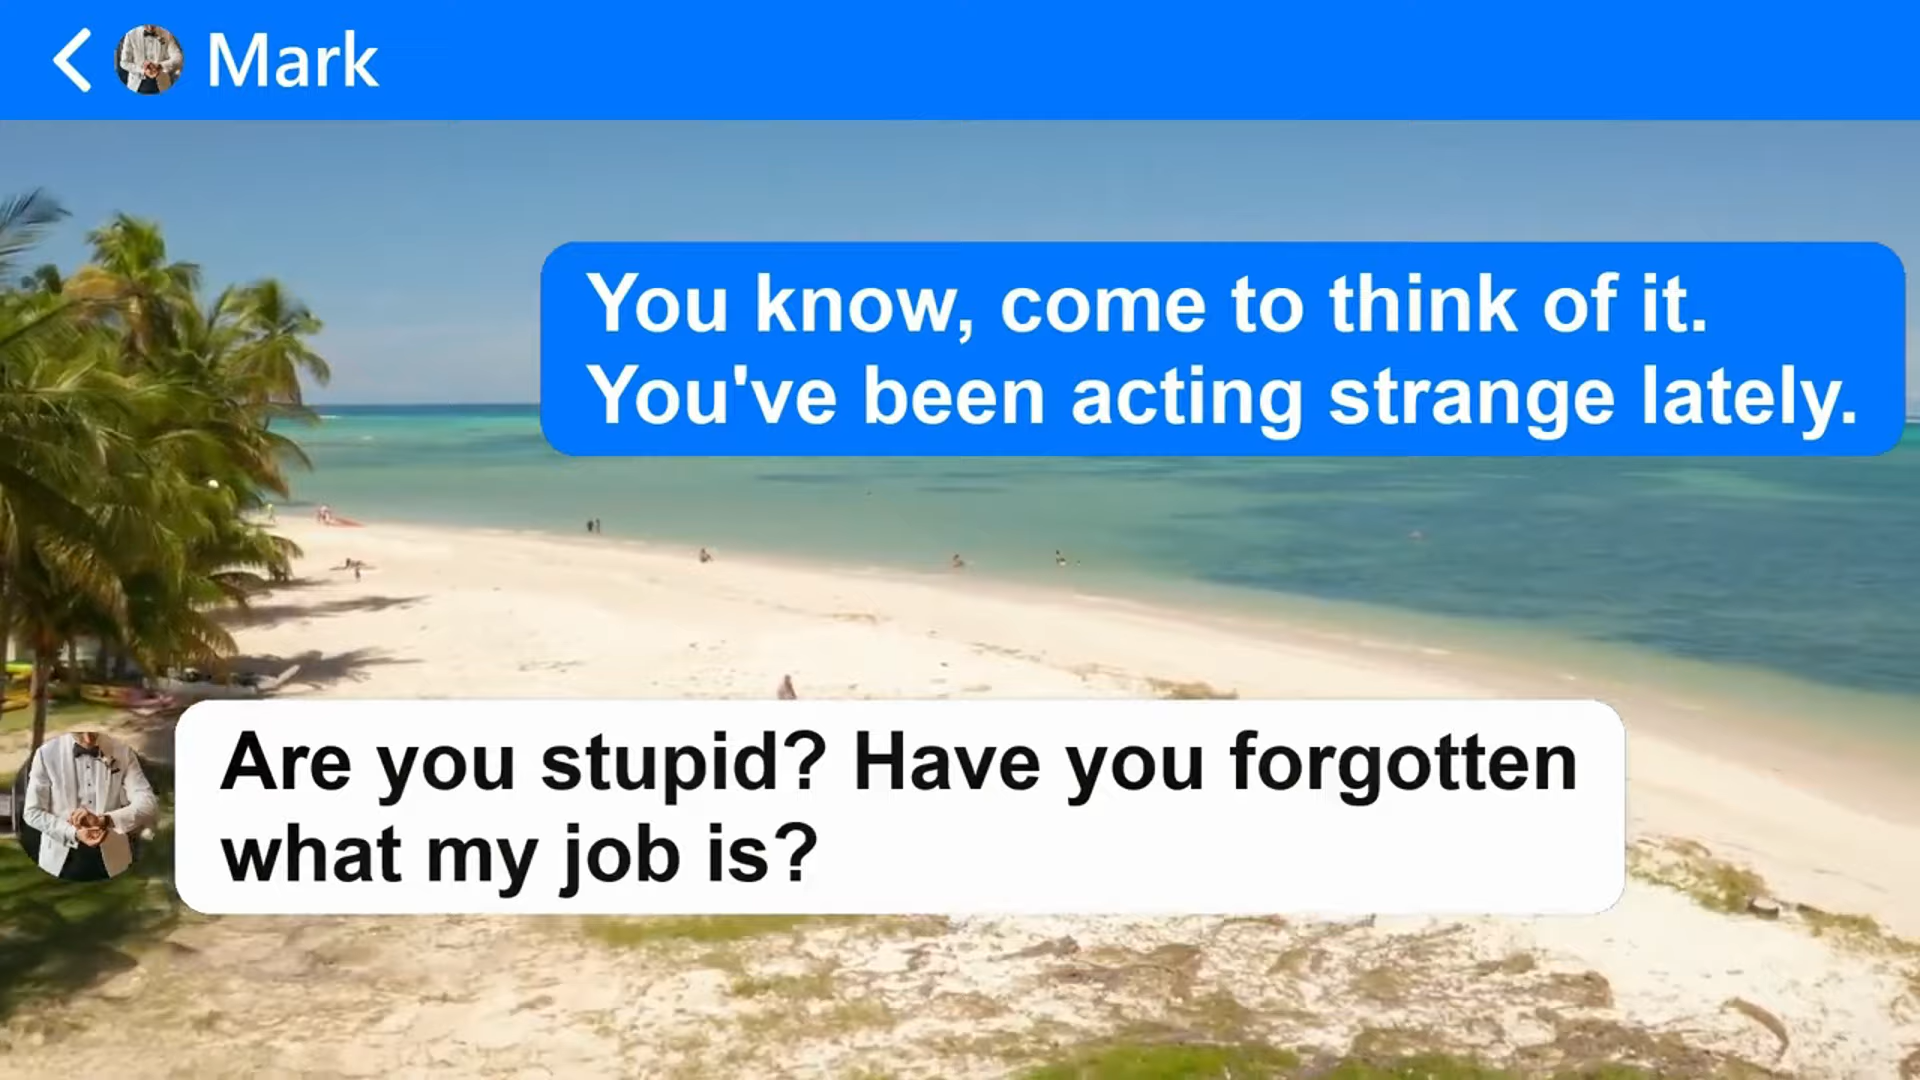 Mark
You know, come to think of it.
You've been acting strange lately.
Are you stupid? Have you forgotten
what my job is?